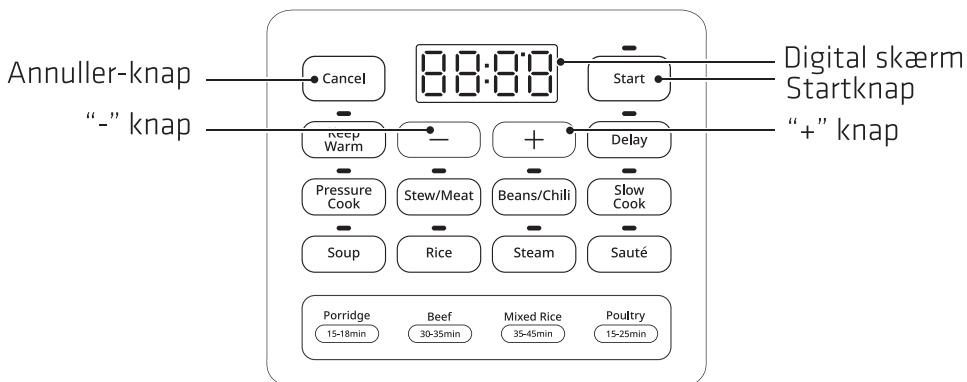 Annuller-knap
“-” knap
Cancel
88:88
Start
Digital skærm
Startknap
“+” knap
Keep
Warm
−
+
Delay
Pressure
Cook
Stew/Meat
Beans/Chili
Slow
Cook
Soup
Rice
Steam
Sauté
Porridge
Beef
Mixed Rice
Poultry
15-18min
30-35min
35-45min
15-25min